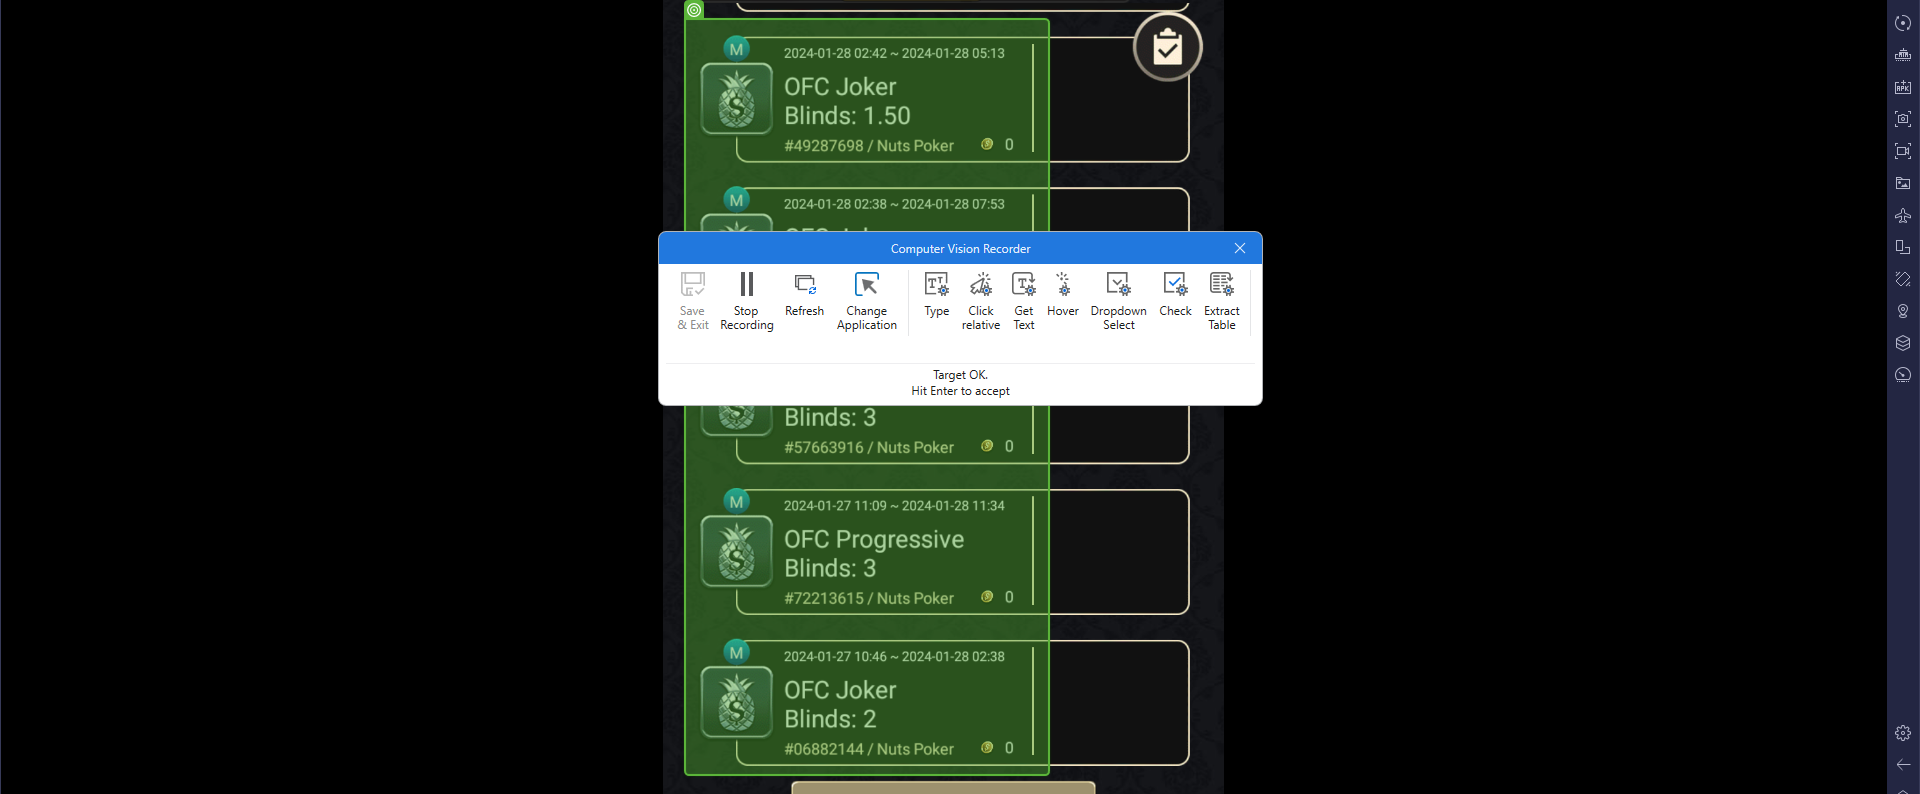 M
2024-01-28 02:42 ~ 2024-01-28 05:13
OFC Joker
Blinds: 1.50
#49287698 / Nuts Poker 0
M
2024-01-28 02:38 ~ 2024-01-28 07:53
Computer Vision Recorder
Save & Exit
Stop Recording
Refresh
Change Application
Type
Click relative
Get Text
Hover
Dropdown Select
Check
Extract Table
Target OK.
Hit Enter to accept
Blinds: 3
#57663916 / Nuts Poker 0
M
2024-01-27 11:09 ~ 2024-01-28 11:34
OFC Progressive
Blinds: 3
#72213615 / Nuts Poker 0
M
2024-01-27 10:46 ~ 2024-01-28 02:38
OFC Joker
Blinds: 2
#06882144 / Nuts Poker 0